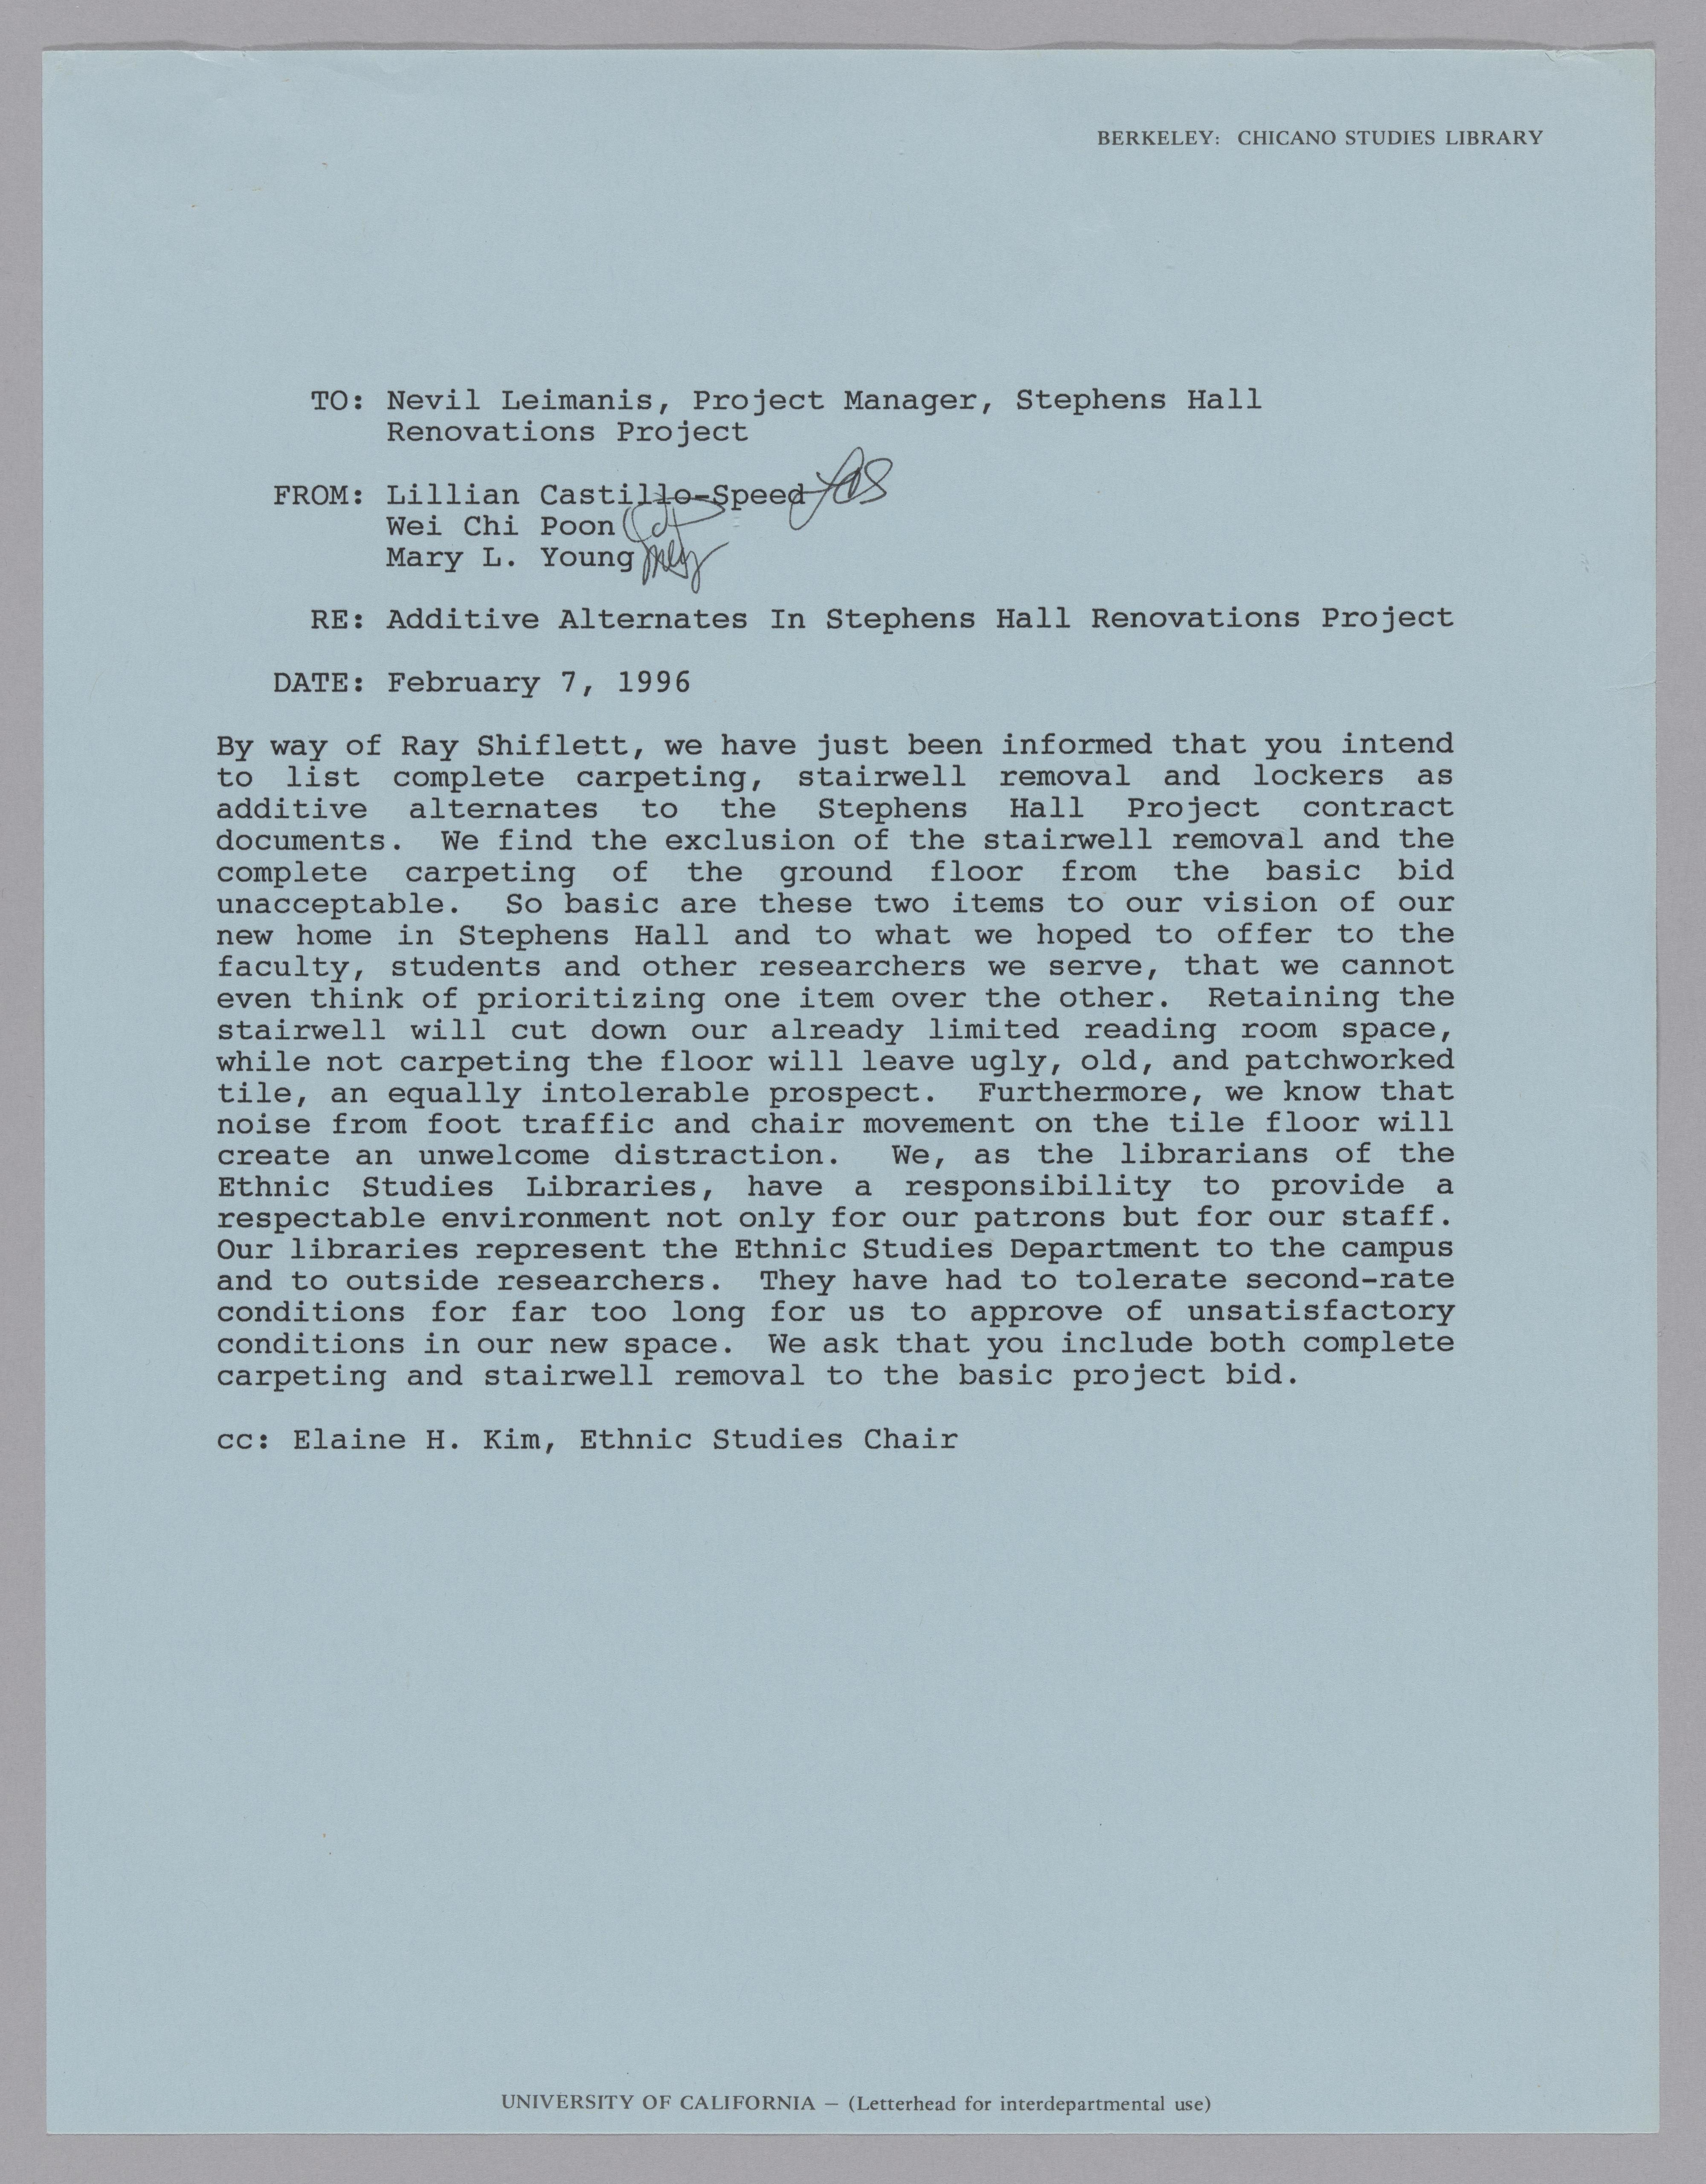 BERKELEY: CHICANO STUDIES LIBRARY
TO: Nevil Leimanis, Project Manager, Stephens Hall
Renovations Project
FROM: Lillian Castillo-Speed
Wei Chi Poon
Mary L. Young
RE: Additive Alternates In Stephens Hall Renovations Project
DATE: February 7, 1996
By way of Ray Shiflett, we have just been informed that you intend
to list complete carpeting, stairwell removal and lockers as
additive alternates to the Stephens Hall Project contract
documents. We find the exclusion of the stairwell removal and the
complete carpeting of the ground floor from the basic bid
unacceptable. So basic are these two items to our vision of our
new home in Stephens Hall and to what we hoped to offer to the
faculty, students and other researchers we serve, that we cannot
even think of prioritizing one item over the other. Retaining the
stairwell will cut down our already limited reading room space,
while not carpeting the floor will leave ugly, old, and patchworked
tile, an equally intolerable prospect. Furthermore, we know that
noise from foot traffic and chair movement on the tile floor will
create an unwelcome distraction. We, as the librarians of the
Ethnic Studies Libraries, have a responsibility to provide a
respectable environment not only for our patrons but for our staff.
Our libraries represent the Ethnic Studies Department to the campus
and to outside researchers. They have had to tolerate second-rate
conditions for far too long for us to approve of unsatisfactory
conditions in our new space. We ask that you include both complete
carpeting and stairwell removal to the basic project bid.
cc: Elaine H. Kim, Ethnic Studies Chair
UNIVERSITY OF CALIFORNIA — (Letterhead for interdepartmental use)